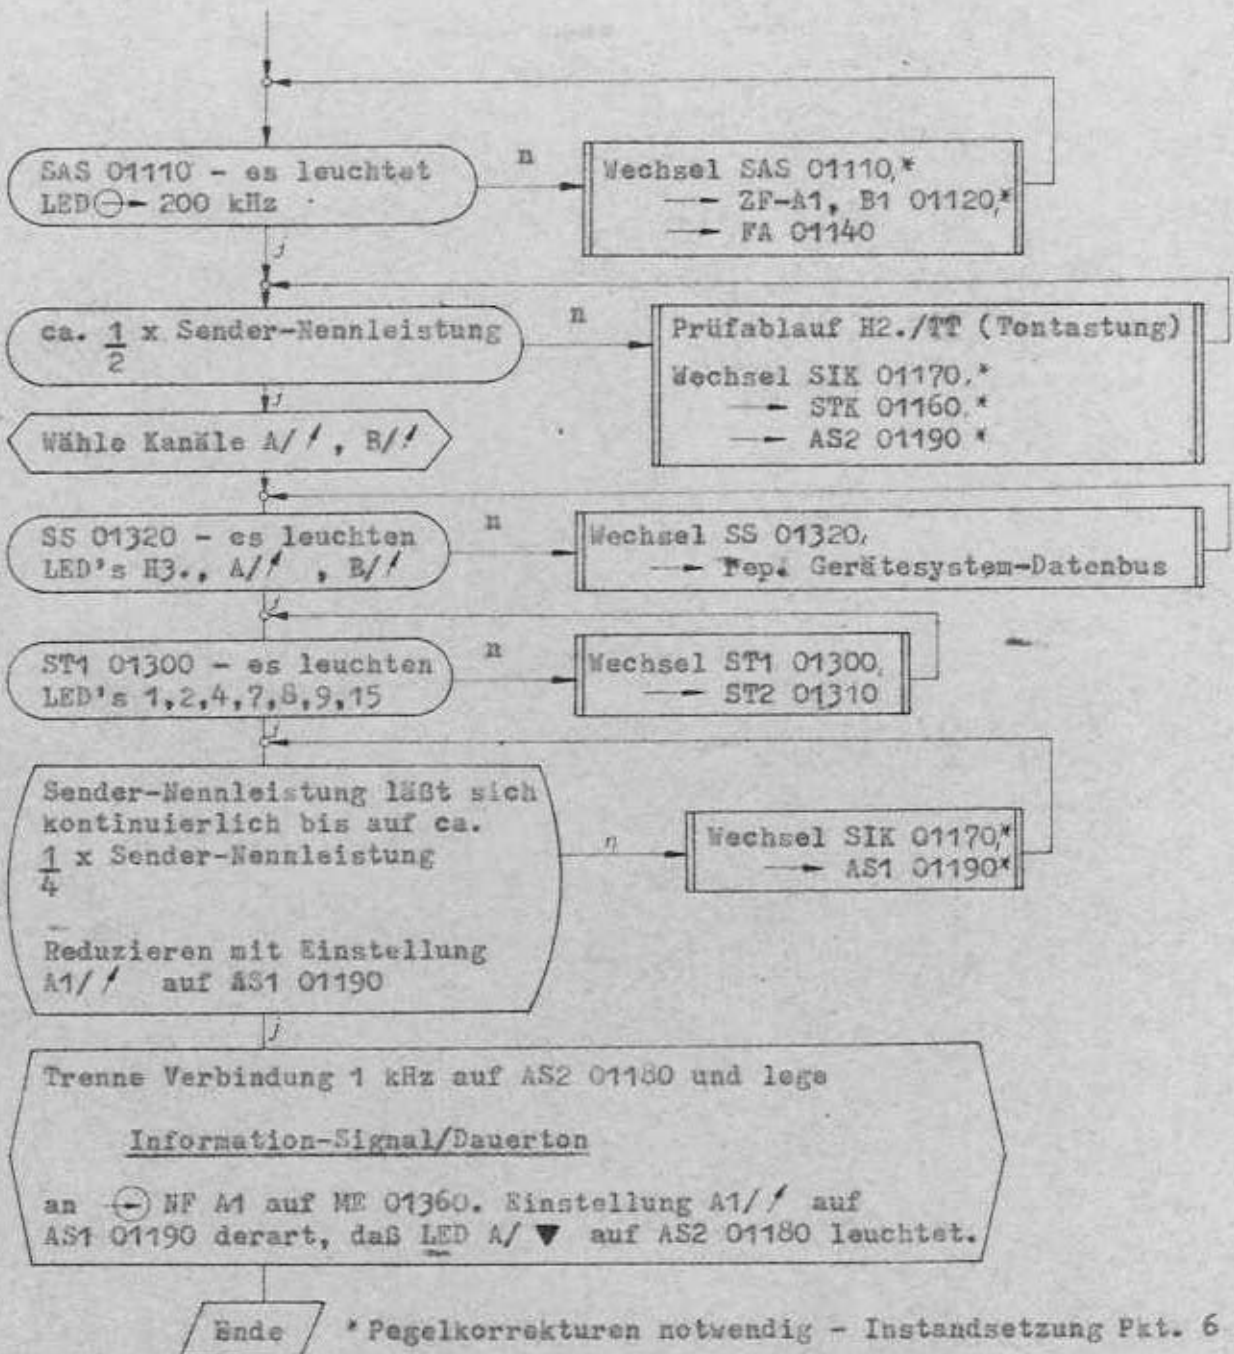 SAS 01110 - es leuchtet
LED ⊖→ 200 kHz
n
Wechsel SAS 01110,*
→ ZF-A1, B1 01120,*
→ FA 01140
j
ca. 1/2 x Sender-Nennleistung
n
Prüfablauf H2./TT (Tontastung)
Wechsel SIK 01170,*
→ STK 01160,*
→ AS2 01190 *
j
Wähle Kanäle A/ , B/
SS 01320 - es leuchten
LED's H3., A/ , B/
n
Wechsel SS 01320,
→ Rep. Gerätesystem-Datenbus
j
ST1 01300 - es leuchten
LED's 1,2,4,7,8,9,15
n
Wechsel ST1 01300,
→ ST2 01310
j
Sender-Nennleistung läßt sich
kontinuierlich bis auf ca.
1/4 x Sender-Nennleistung
Reduzieren mit Einstellung
A1/ auf AS1 01190
n
Wechsel SIK 01170,*
→ AS1 01190*
j
Trenne Verbindung 1 kHz auf AS2 01180 und lege
Information-Signal/Dauerton
an NF A1 auf ME 01360. Einstellung A1/ auf
AS1 01190 derart, daß LED A/ ▼ auf AS2 01180 leuchtet.
Ende
* Pegelkorrekturen notwendig - Instandsetzung Pkt. 6